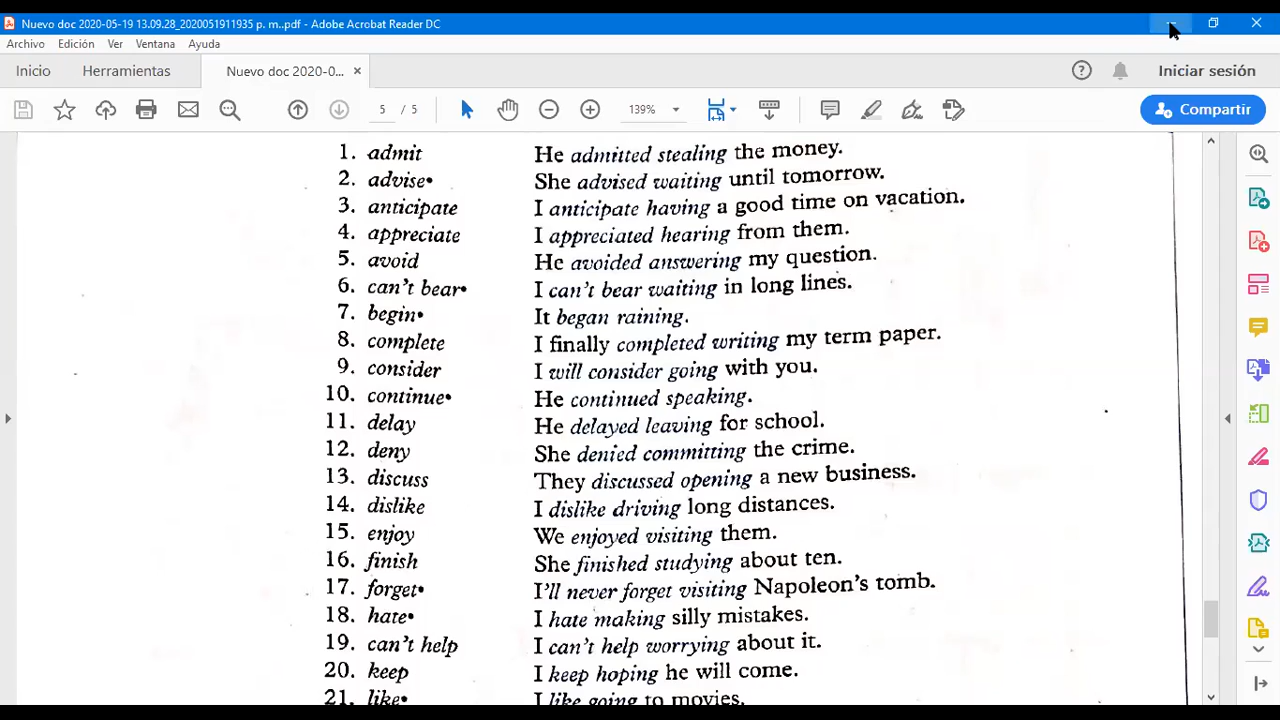 Nuevo doc 2020-05-19 13.09.28_2020051911935 p. m..pdf - Adobe Acrobat Reader DC
Archivo Edición Ver Ventana Ayuda
Inicio Herramientas Nuevo doc 2020-0... × Iniciar sesión
5 / 5 139% Compartir
1. admit He admitted stealing the money.
2. advise• She advised waiting until tomorrow.
3. anticipate I anticipate having a good time on vacation.
4. appreciate I appreciated hearing from them.
5. avoid He avoided answering my question.
6. can't bear• I can't bear waiting in long lines.
7. begin• It began raining.
8. complete I finally completed writing my term paper.
9. consider I will consider going with you.
10. continue• He continued speaking.
11. delay He delayed leaving for school.
12. deny She denied committing the crime.
13. discuss They discussed opening a new business.
14. dislike I dislike driving long distances.
15. enjoy We enjoyed visiting them.
16. finish She finished studying about ten.
17. forget• I'll never forget visiting Napoleon's tomb.
18. hate• I hate making silly mistakes.
19. can't help I can't help worrying about it.
20. keep I keep hoping he will come.
21. like• I like going to movies.